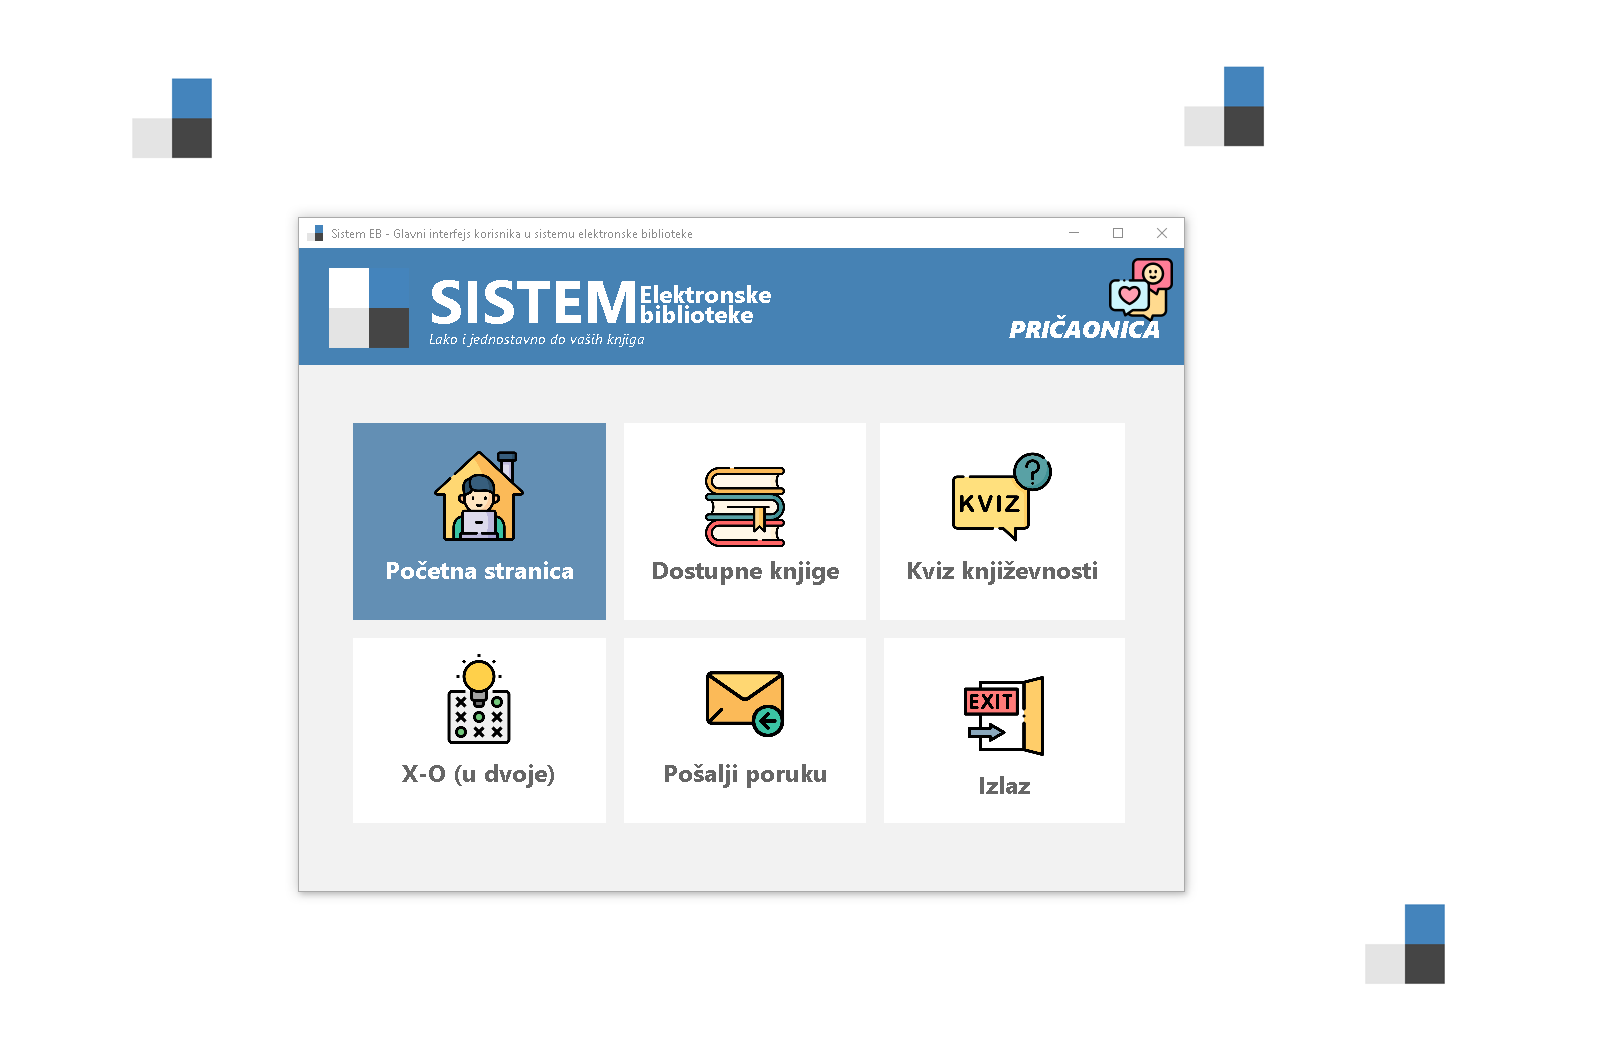 Sistem EB - Glavni interfejs korisnika u sistemu elektronske biblioteke
SISTEM
Elektronske
biblioteke
Lako i jednostavno do vaših knjiga
PRIČAONICA
Početna stranica
Dostupne knjige
KVIZ
?
Kviz književnosti
X-O (u dvoje)
Pošalji poruku
EXIT
Izlaz